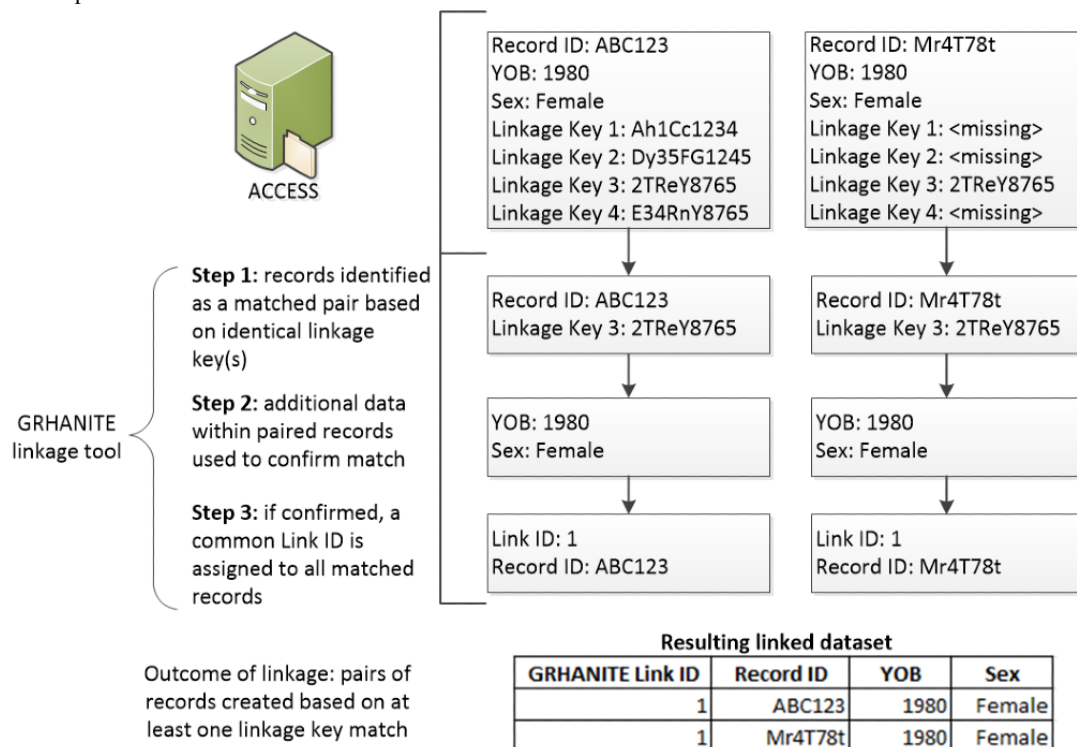 Record ID: ABC123
YOB: 1980
Sex: Female
Linkage Key 1: Ah1Cc1234
Linkage Key 2: Dy35FG1245
Linkage Key 3: 2TReY8765
Linkage Key 4: E34RnY8765
Record ID: Mr4T78t
YOB: 1980
Sex: Female
Linkage Key 1: <missing>
Linkage Key 2: <missing>
Linkage Key 3: 2TReY8765
Linkage Key 4: <missing>
ACCESS
GRHANITE
linkage tool
Step 1: records identified
as a matched pair based
on identical linkage
key(s)
Record ID: ABC123
Linkage Key 3: 2TReY8765
Record ID: Mr4T78t
Linkage Key 3: 2TReY8765
Step 2: additional data
within paired records
used to confirm match
YOB: 1980
Sex: Female
YOB: 1980
Sex: Female
Step 3: if confirmed, a
common Link ID is
assigned to all matched
records
Link ID: 1
Record ID: ABC123
Link ID: 1
Record ID: Mr4T78t
Outcome of linkage: pairs of
records created based on at
least one linkage key match
Resulting linked dataset
GRHANITE Link ID Record ID YOB Sex
1 ABC123 1980 Female
1 Mr4T78t 1980 Female